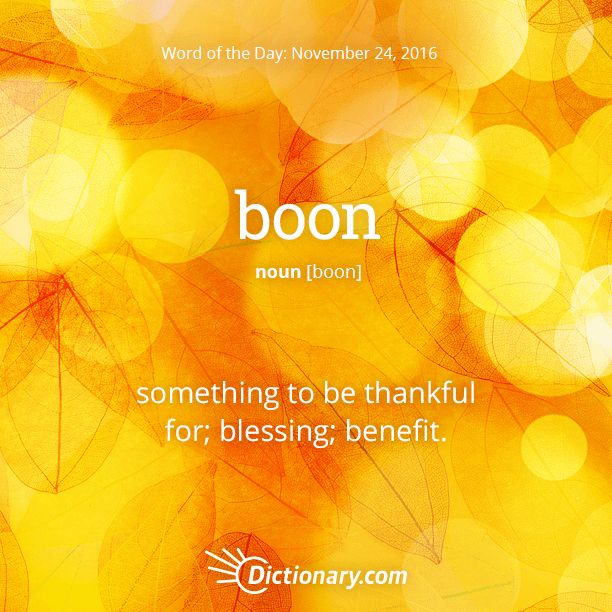 Word of the Day: November 24, 2016
boon
noun [boon]
something to be thankful
for; blessing; benefit.
Dictionary.com